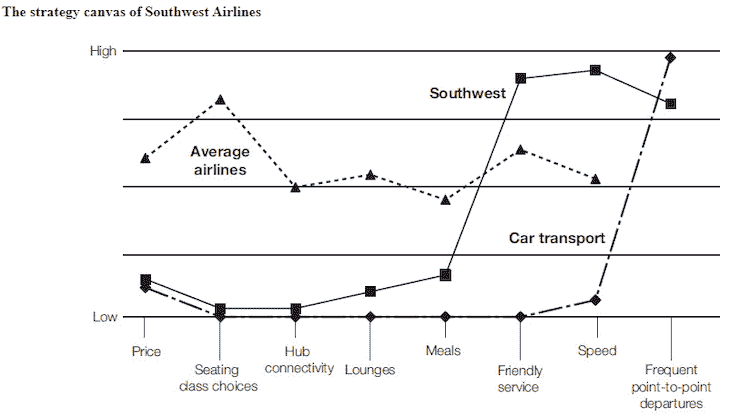 The strategy canvas of Southwest Airlines
High
Southwest
Average
airlines
Car transport
Low
Price
Seating
class choices
Hub
connectivity
Lounges
Meals
Friendly
service
Speed
Frequent
point-to-point
departures